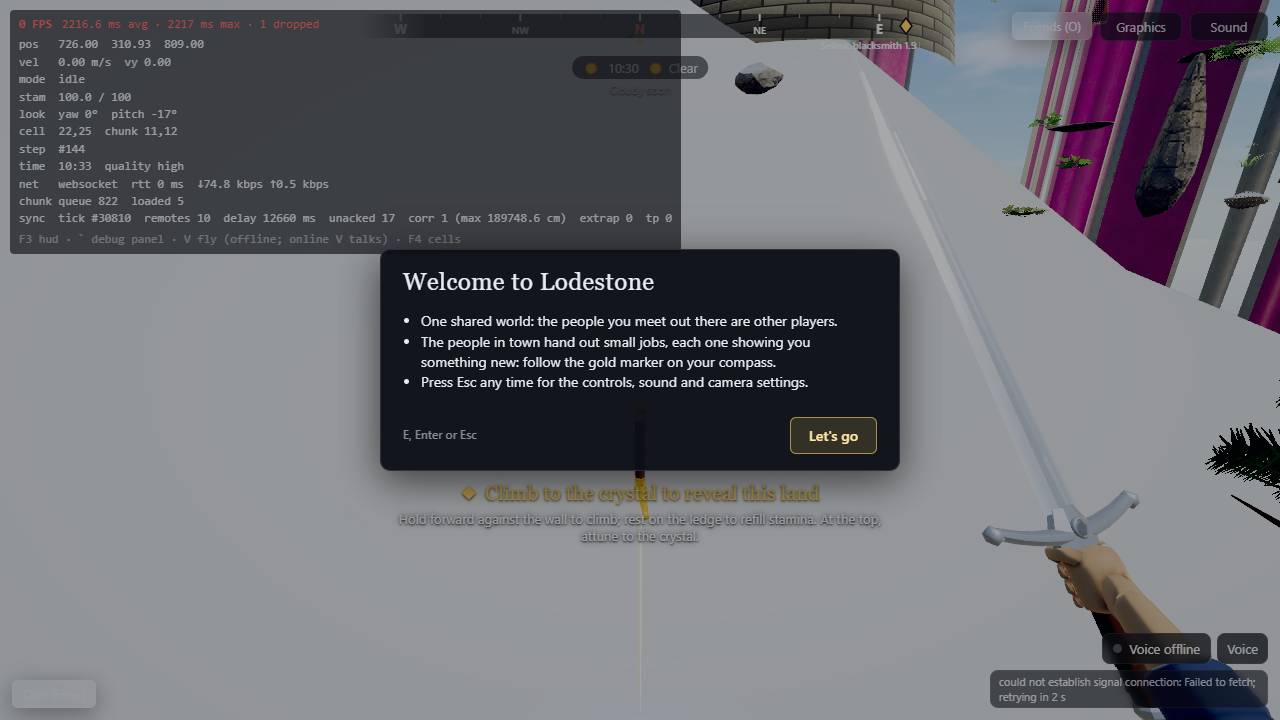 0 FPS 2216.6 ms avg · 2217 ms max · 1 dropped
pos 726.00 310.93 809.00
vel 0.00 m/s vy 0.00
mode idle
stam 100.0 / 100
look yaw 0° pitch -17°
cell 22,25 chunk 11,12
step #144
time 10:33 quality high
net websocket rtt 0 ms ↓74.8 kbps ↑0.5 kbps
chunk queue 822 loaded 5
sync tick #30810 remotes 10 delay 12660 ms unacked 17 corr 1 (max 189748.6 cm) extrap 0 tp 0
F3 hud · ` debug panel · V fly (offline; online V talks) · F4 cells
W NW N NE E
blacksmith 1.9
10:30 Clear
Cloudy soon
Friends (O) Graphics Sound
Welcome to Lodestone
• One shared world: the people you meet out there are other players.
• The people in town hand out small jobs, each one showing you
something new: follow the gold marker on your compass.
• Press Esc any time for the controls, sound and camera settings.
E, Enter or Esc
Let's go
Climb to the crystal to reveal this land
Hold forward against the wall to climb; rest on the ledge to refill stamina. At the top,
attune to the crystal.
Voice offline Voice
could not establish signal connection: Failed to fetch;
retrying in 2 s